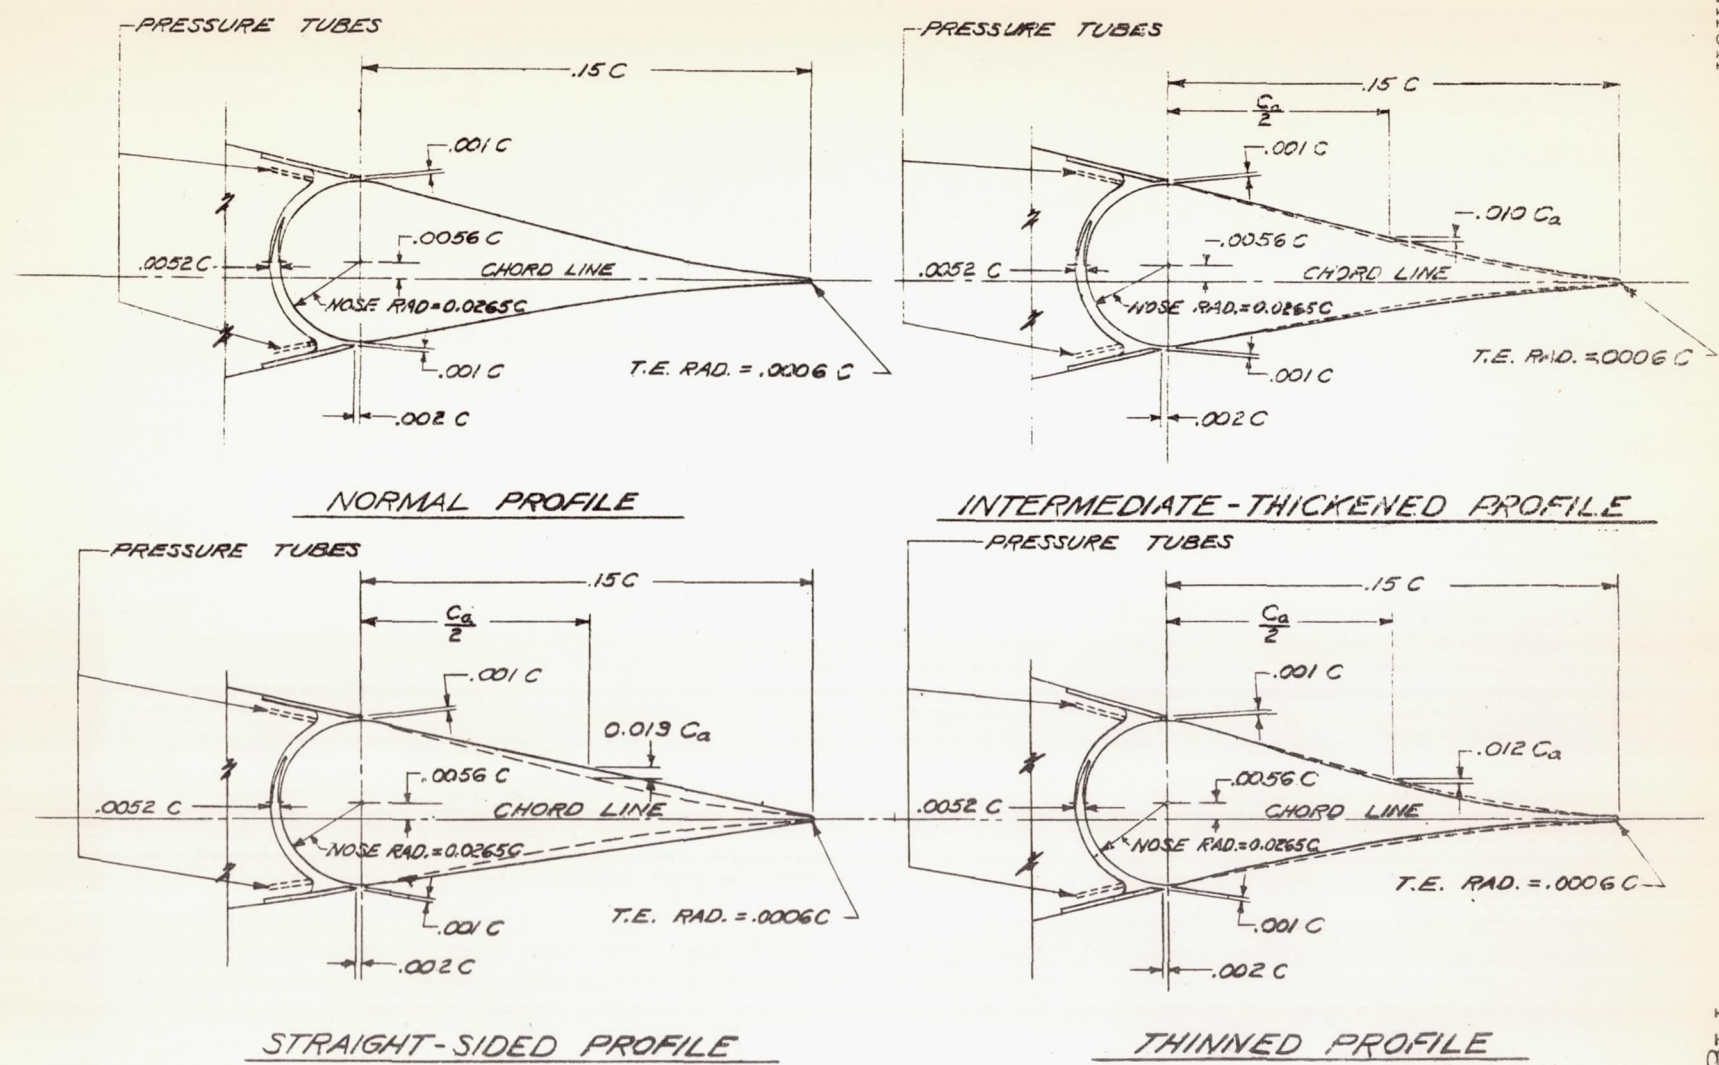 PRESSURE TUBES
.15 C
.001 C
.0056 C
.0052 C
CHORD LINE
NOSE RAD=0.0265C
T.E. RAD. = .0006 C
.001 C
.002 C
NORMAL PROFILE
PRESSURE TUBES
.15 C
Ca
2
.001 C
.010 Ca
.0056 C
.0052 C
CHORD LINE
NOSE RAD.=0.0265C
T.E. RAD. =.0006 C
.001 C
.002 C
INTERMEDIATE-THICKENED PROFILE
PRESSURE TUBES
.15 C
Ca
2
.001 C
0.019 Ca
.0056 C
.0052 C
CHORD LINE
NOSE RAD.=0.0265C
T.E. RAD. = .0006C
.001 C
.002 C
STRAIGHT-SIDED PROFILE
PRESSURE TUBES
.15 C
Ca
2
.001 C
.012 Ca
.0056 C
.0052 C
CHORD LINE
NOSE RAD.=0.0265C
T.E. RAD. = .0006 C
.001 C
.002 C
THINNED PROFILE